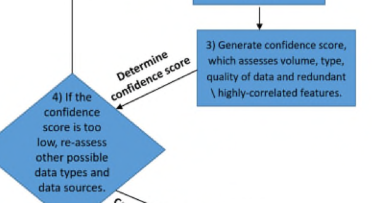 Determine
confidence score
3) Generate confidence score,
which assesses volume, type,
quality of data and redundant
\ highly-correlated features.
4) If the
confidence
score is too
low, re-assess
other possible
data types and
data sources.